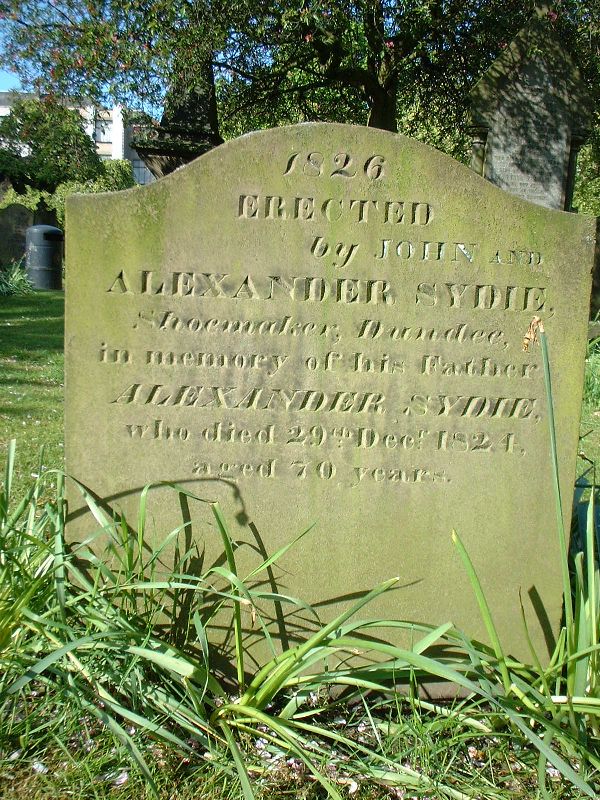 1826
ERECTED
by JOHN AND
ALEXANDER SYDIE,
Shoemaker, Dundee,
in memory of his Father
ALEXANDER SYDIE,
who died 29th Decr. 1824,
aged 70 years.